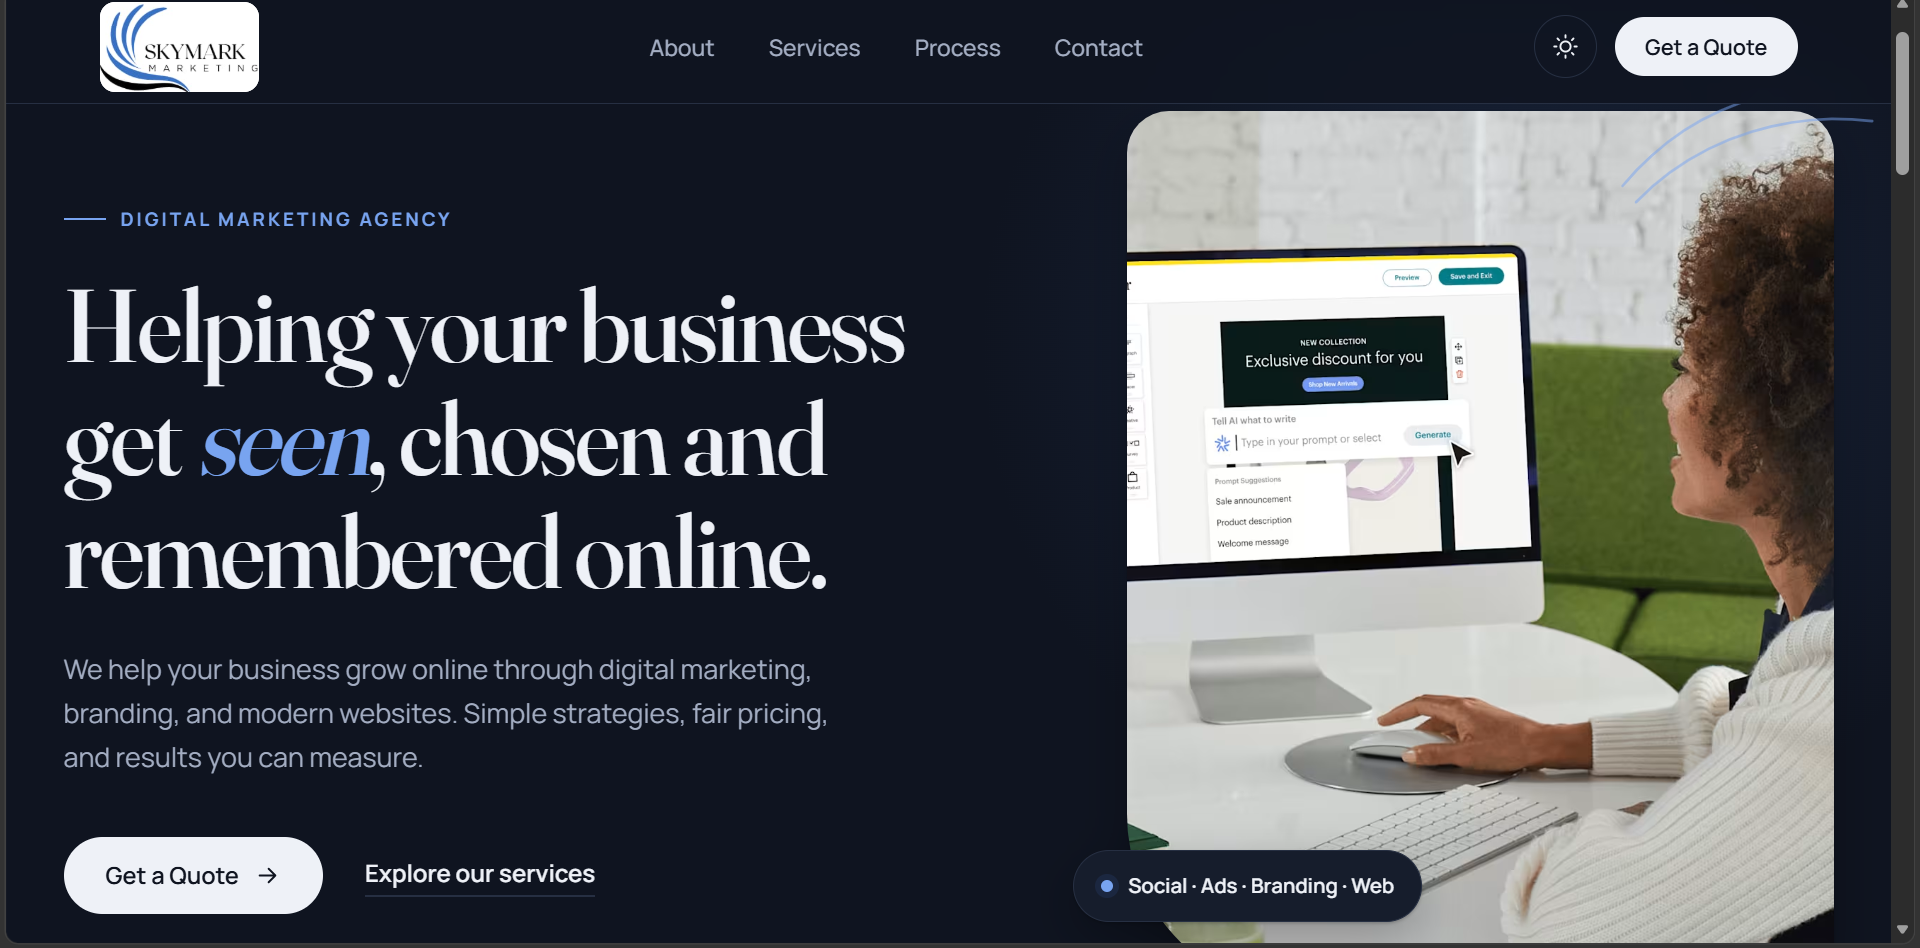 SKYMARK
MARKETING
About
Services
Process
Contact
Get a Quote
DIGITAL MARKETING AGENCY
Helping your business
get seen, chosen and
remembered online.
We help your business grow online through digital marketing,
branding, and modern websites. Simple strategies, fair pricing,
and results you can measure.
Get a Quote →
Explore our services
Preview
Save and Exit
NEW COLLECTION
Exclusive discount for you
Shop New Arrivals
Tell AI what to write
Type in your prompt or select
Generate
Prompt Suggestions
Sale announcement
Product description
Welcome message
Social · Ads · Branding · Web